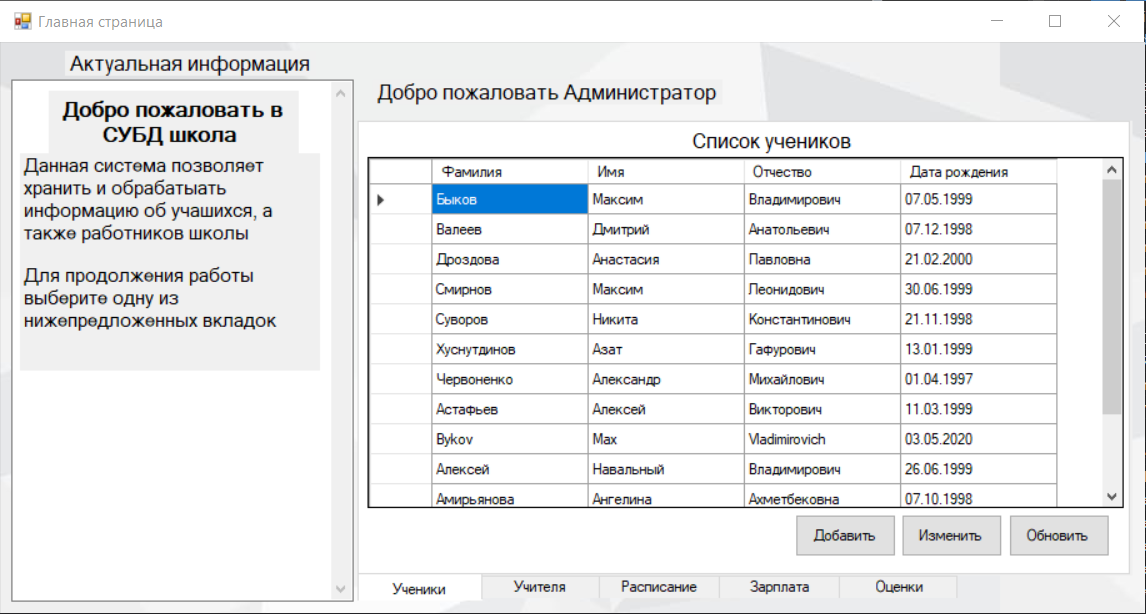 Главная страница
Актуальная информация
Добро пожаловать в
СУБД школа
Данная система позволяет
хранить и обрабатыать
информацию об учашихся, а
также работников школы
Для продолжения работы
выберите одну из
нижепредложенных вкладок
Добро пожаловать Администратор
Список учеников
Фамилия Имя Отчество Дата рождения
Быков Максим Владимирович 07.05.1999
Валеев Дмитрий Анатольевич 07.12.1998
Дроздова Анастасия Павловна 21.02.2000
Смирнов Максим Леонидович 30.06.1999
Суворов Никита Константинович 21.11.1998
Хуснутдинов Азат Гафурович 13.01.1999
Червоненко Александр Михайлович 01.04.1997
Астафьев Алексей Викторович 11.03.1999
Bykov Max Vladimirovich 03.05.2020
Алексей Навальный Владимирович 26.06.1999
Амирьянова Ангелина Ахметбековна 07.10.1998
Добавить Изменить Обновить
Ученики Учителя Расписание Зарплата Оценки